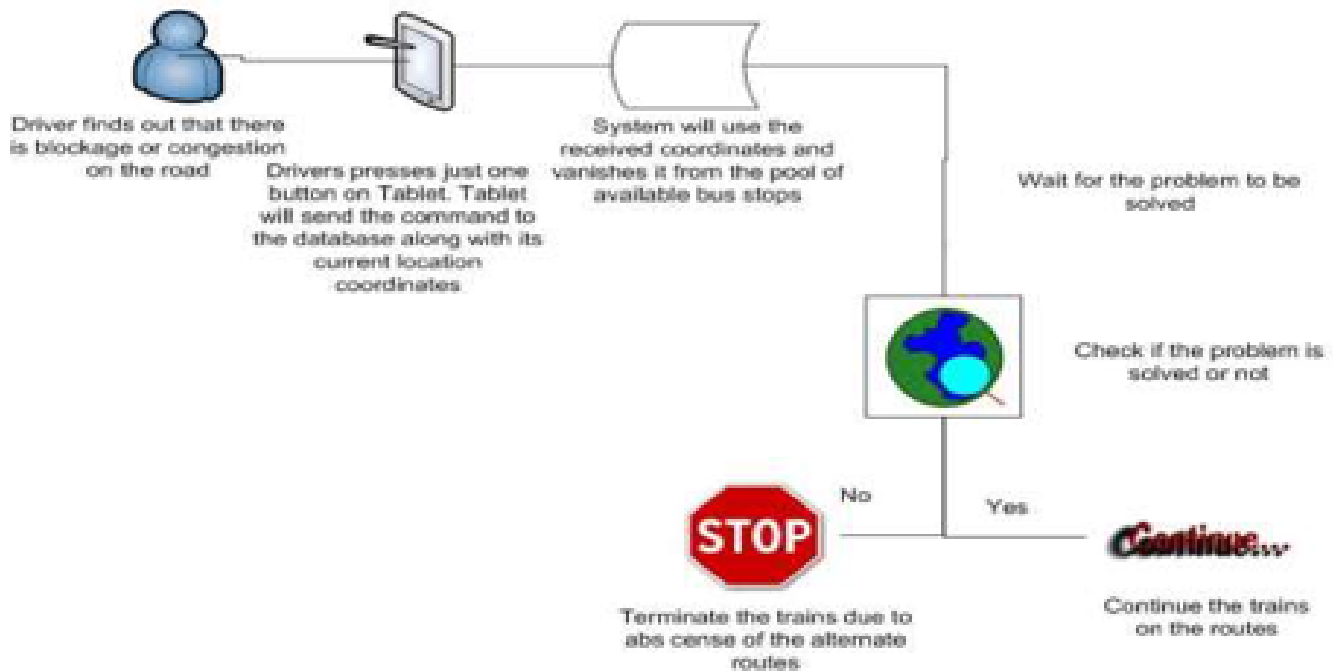 Driver finds out that there
is blockage or congestion
on the road
Drivers presses just one
button on Tablet. Tablet
will send the command to
the database along with its
current location
coordinates
System will use the
received coordinates and
vanishes it from the pool of
available bus stops
Wait for the problem to be
solved
Check if the problem is
solved or not
No
Yes
STOP
Continue...
Terminate the trains due to
abs cense of the alternate
routes
Continue the trains
on the routes